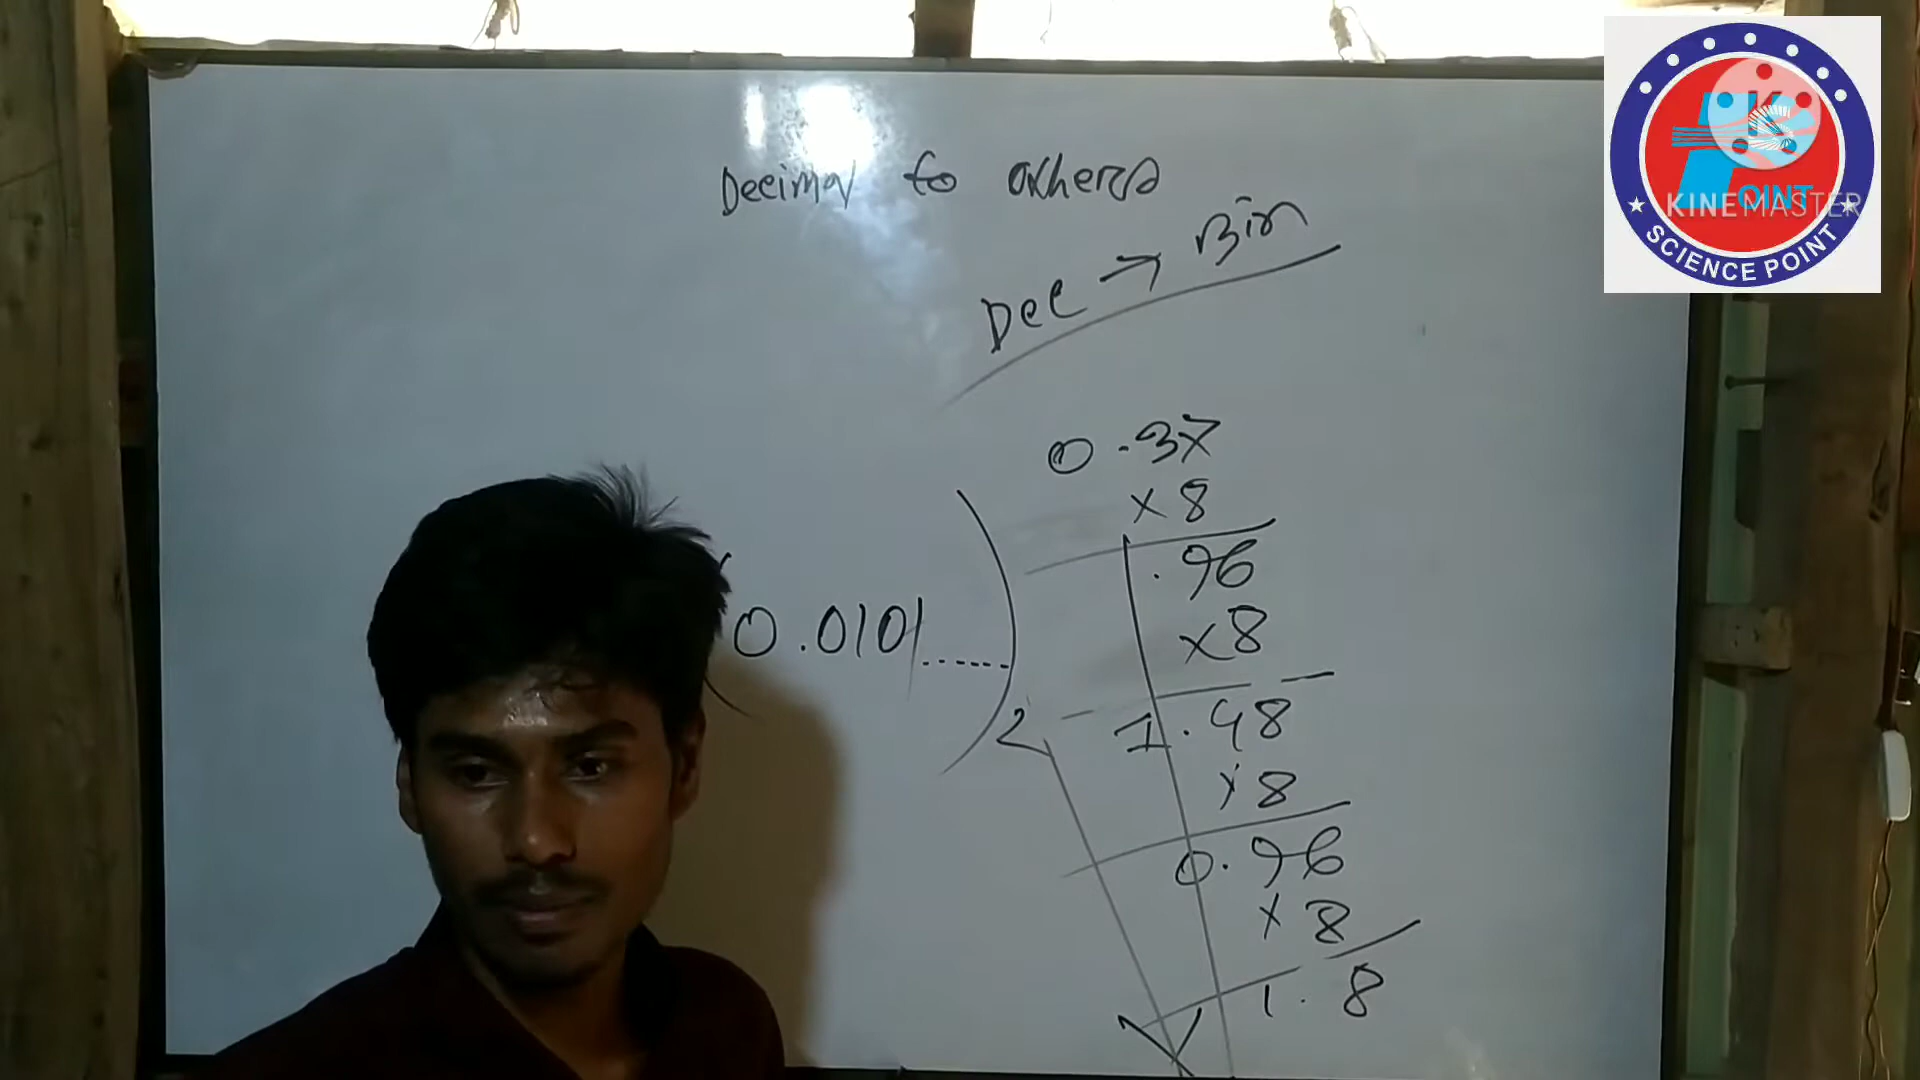 Decimal to others
Dec → Bin
0.37
×8
.96
×8
(0.0101......)2
1.48
×8
0.96
×8
1.8
POINT
KINEMASTER
SCIENCE POINT